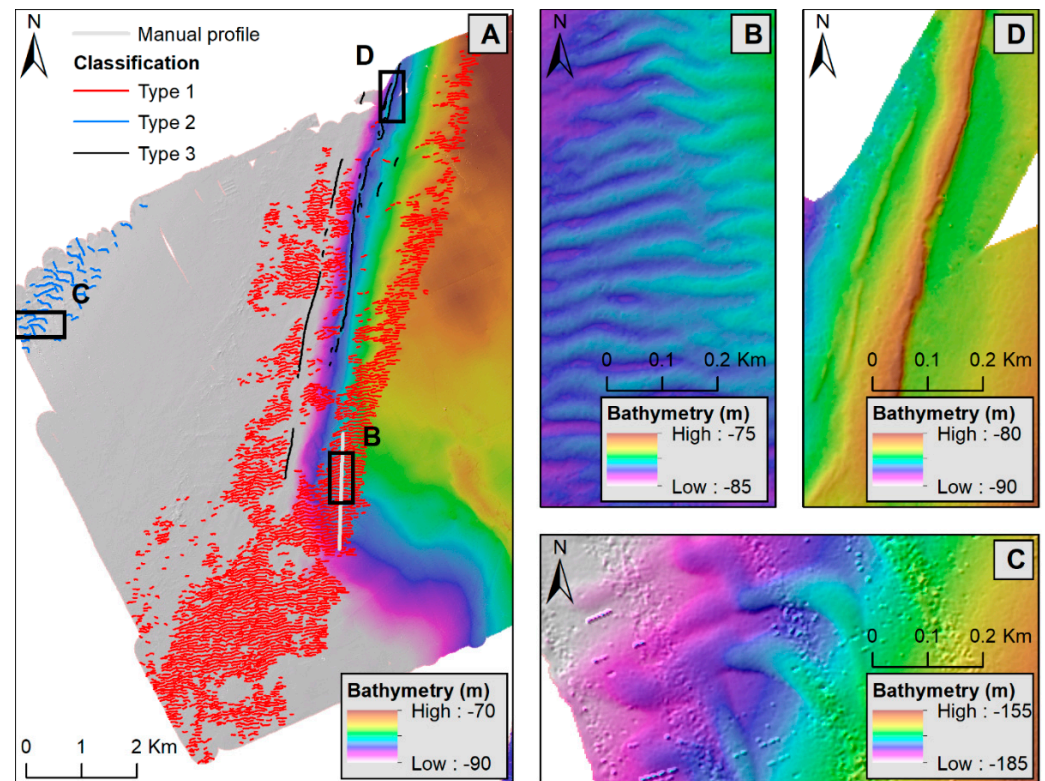 N
A
Manual profile
Classification
Type 1
Type 2
Type 3
D
C
B
0 1 2 Km
Bathymetry (m)
High : -70
Low : -90
N
B
0 0.1 0.2 Km
Bathymetry (m)
High : -75
Low : -85
N
D
0 0.1 0.2 Km
Bathymetry (m)
High : -80
Low : -90
N
C
0 0.1 0.2 Km
Bathymetry (m)
High : -155
Low : -185